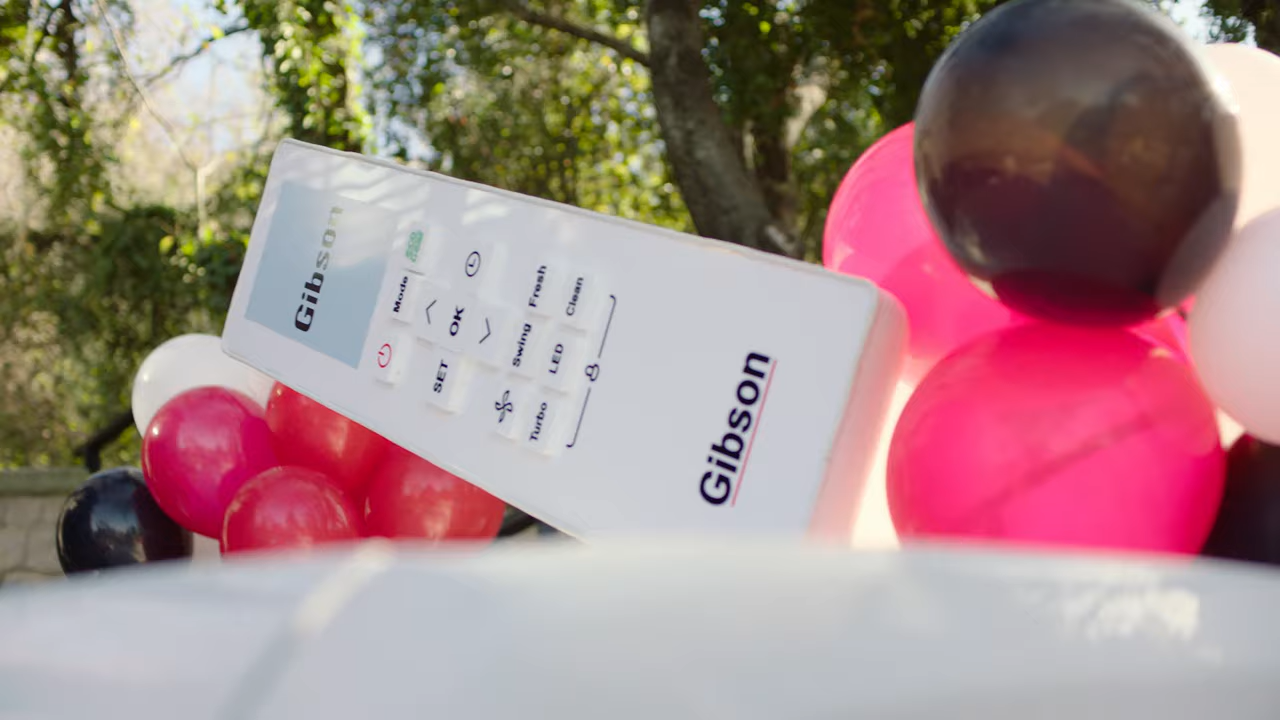 Gibson
Mode
OK
SET
Fresh
Clean
Swing
LED
Turbo
Gibson